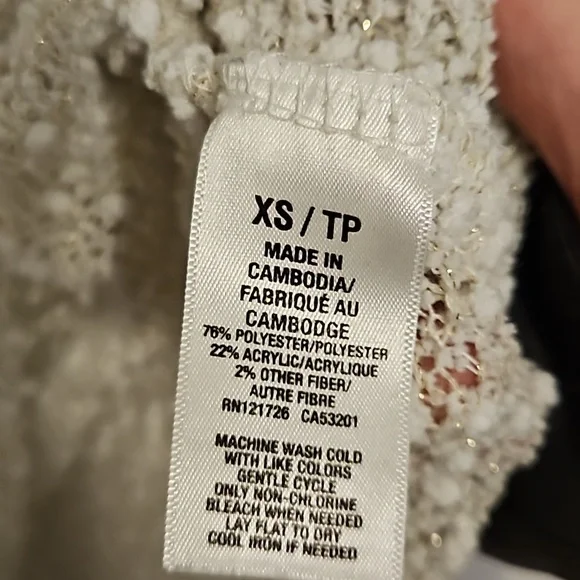 XS / TP
MADE IN
CAMBODIA/
FABRIQUÉ AU
CAMBODGE
76% POLYESTER/POLYESTER
22% ACRYLIC/ACRYLIQUE
2% OTHER FIBER/
AUTRE FIBRE
RN121726 CA53201
MACHINE WASH COLD
WITH LIKE COLORS
GENTLE CYCLE
ONLY NON-CHLORINE
BLEACH WHEN NEEDED
LAY FLAT TO DRY
COOL IRON IF NEEDED